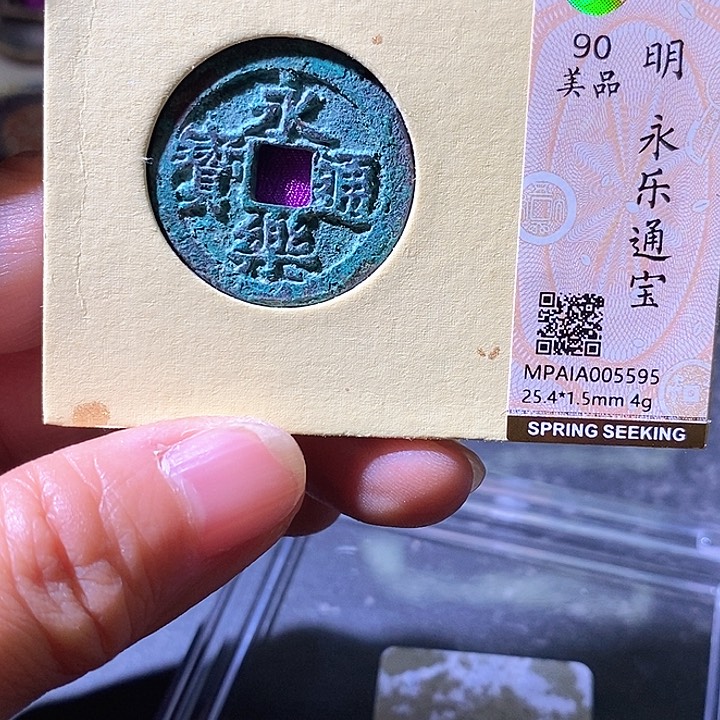 永樂通寶
90
美品
明 永乐通宝
MPAIA005595
25.4*1.5mm 4g
SPRING SEEKING